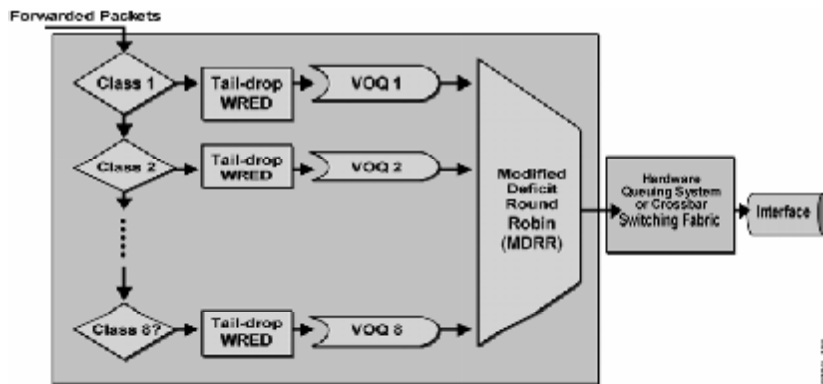 Forwarded Packets
Class 1
Tail-drop
WRED
VOQ 1
Class 2
Tail-drop
WRED
VOQ 2
Class 8?
Tail-drop
WRED
VOQ 8
Modified
Deficit
Round
Robin
(MDRR)
Hardware
Queuing System
or Crossbar
Switching Fabric
Interface